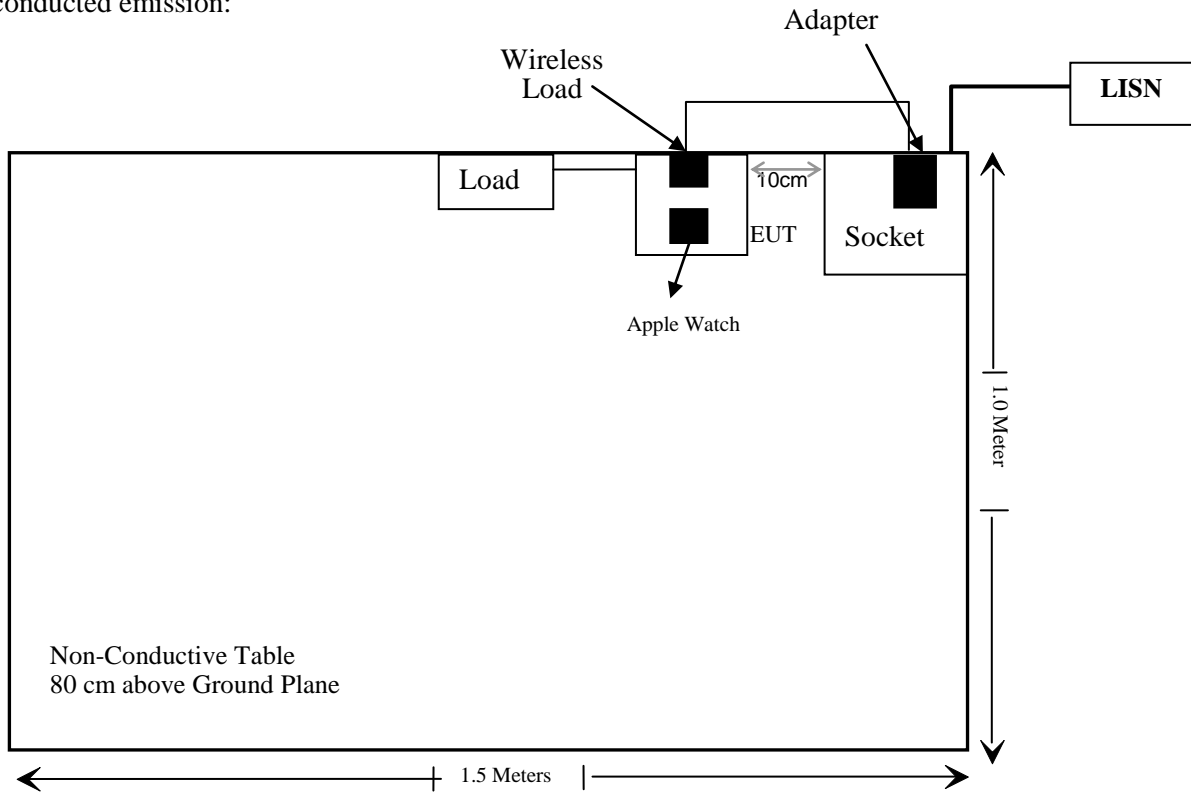 conducted emission:
Adapter
Wireless
Load
LISN
Load
10cm
EUT
Socket
Apple Watch
1.0 Meter
Non-Conductive Table
80 cm above Ground Plane
1.5 Meters